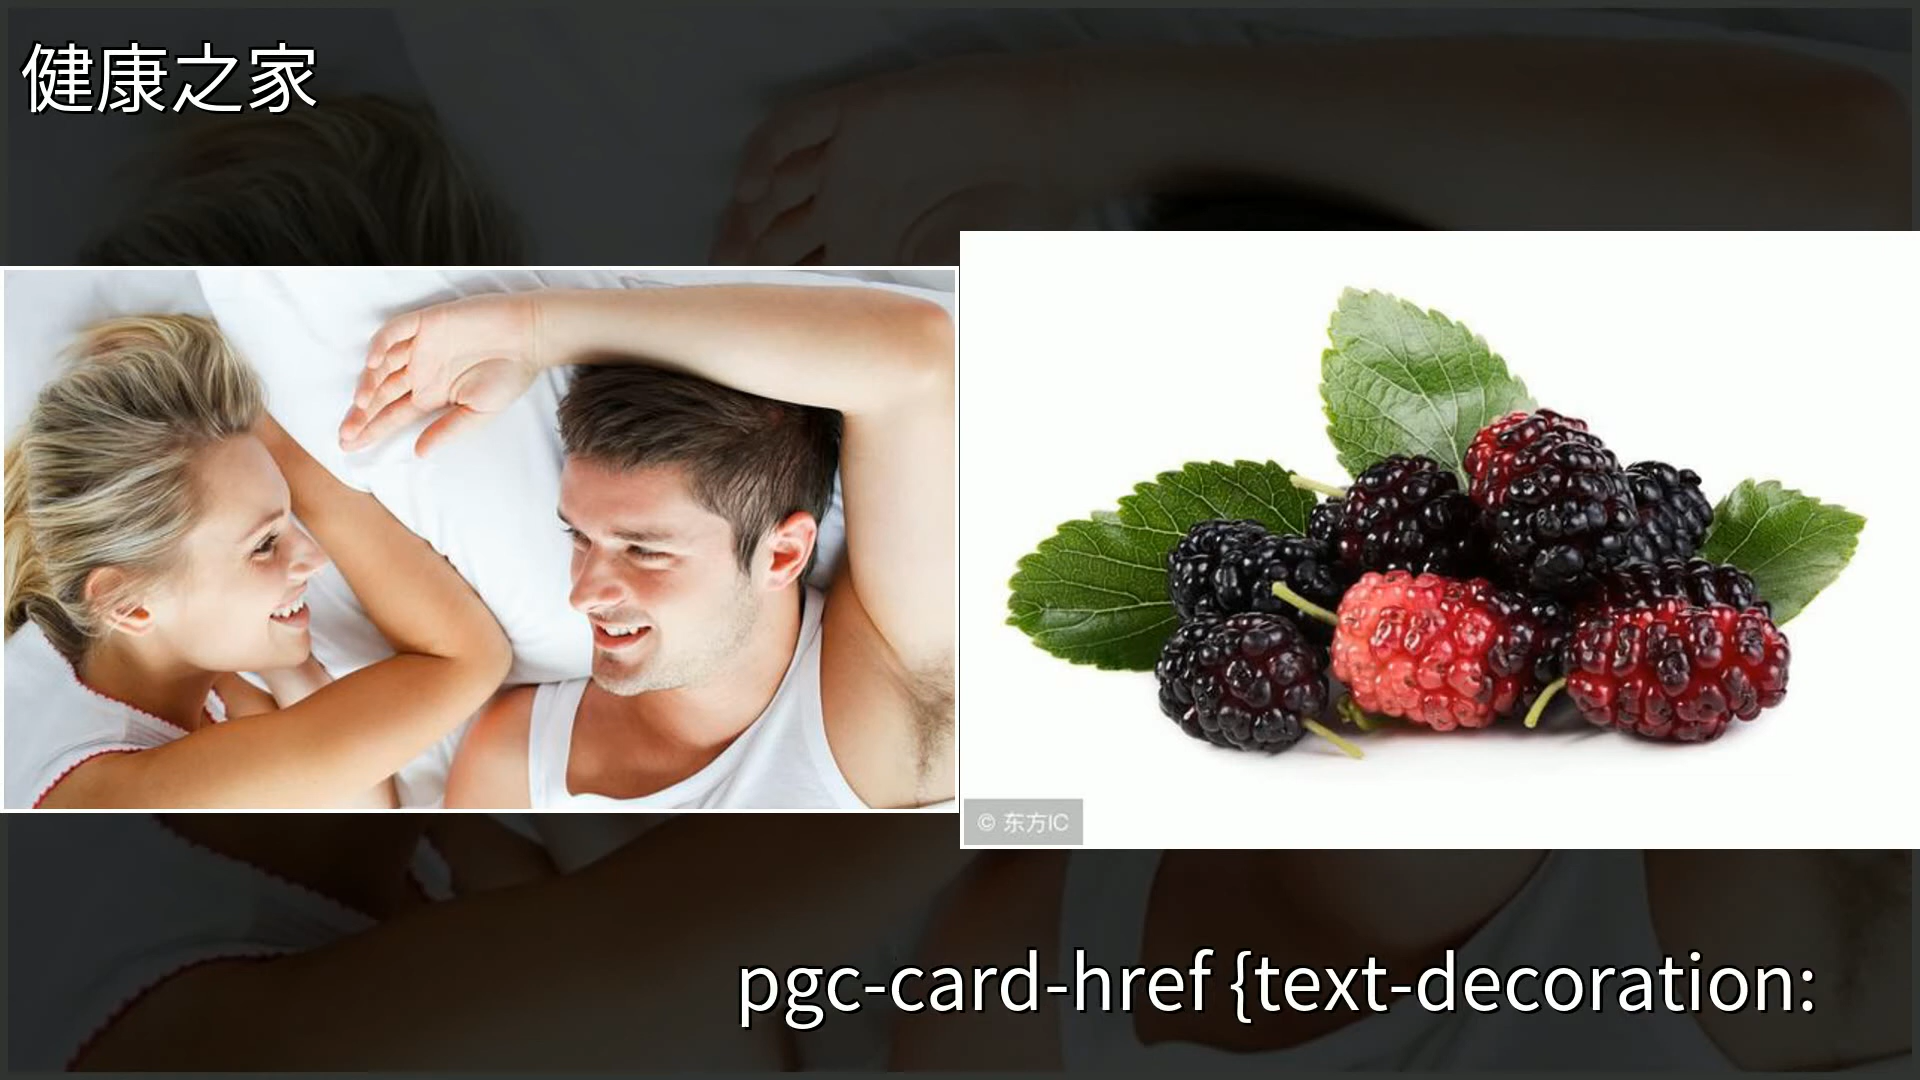 健康之家
© 东方IC
pgc-card-href {text-decoration: